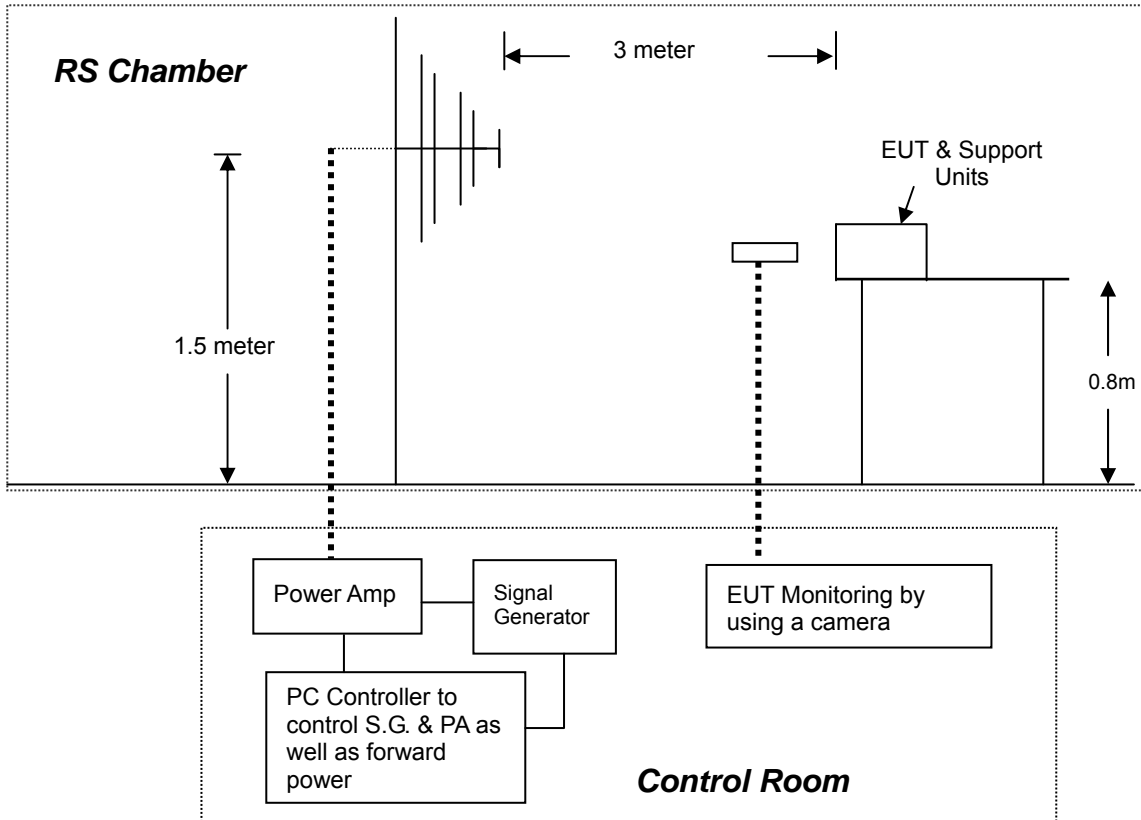 3 meter
RS Chamber
EUT & Support
Units
1.5 meter
0.8m
Power Amp
Signal
Generator
EUT Monitoring by
using a camera
PC Controller to
control S.G. & PA as
well as forward
power
Control Room